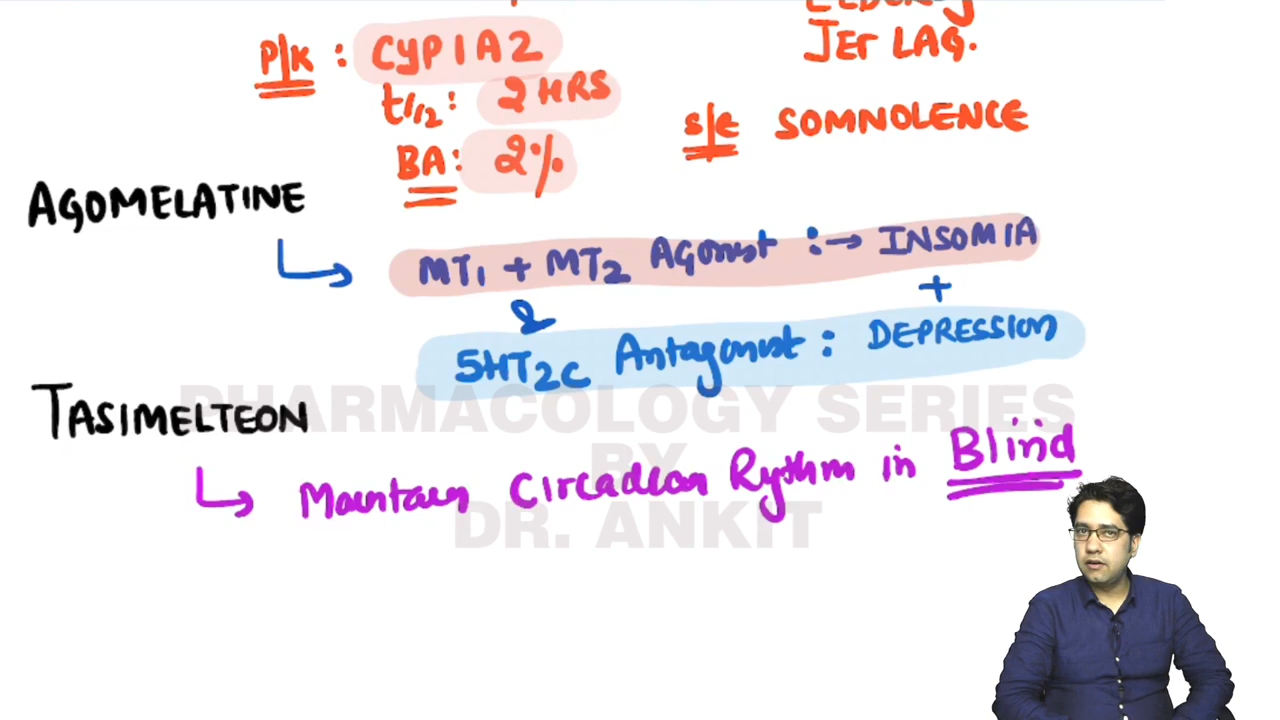 P/K : CYP1A2
JET LAG.
t1/2 : 2 HRS
S/E SOMNOLENCE
BA : 2%
AGOMELATINE
MT1 + MT2 Agonist :→ INSOMIA
& +
5HT2C Antagonist : DEPRESSION
TASIMELTEON
PHARMACOLOGY SERIES
Maintain Circadian Rythm in Blind
BY
DR. ANKIT